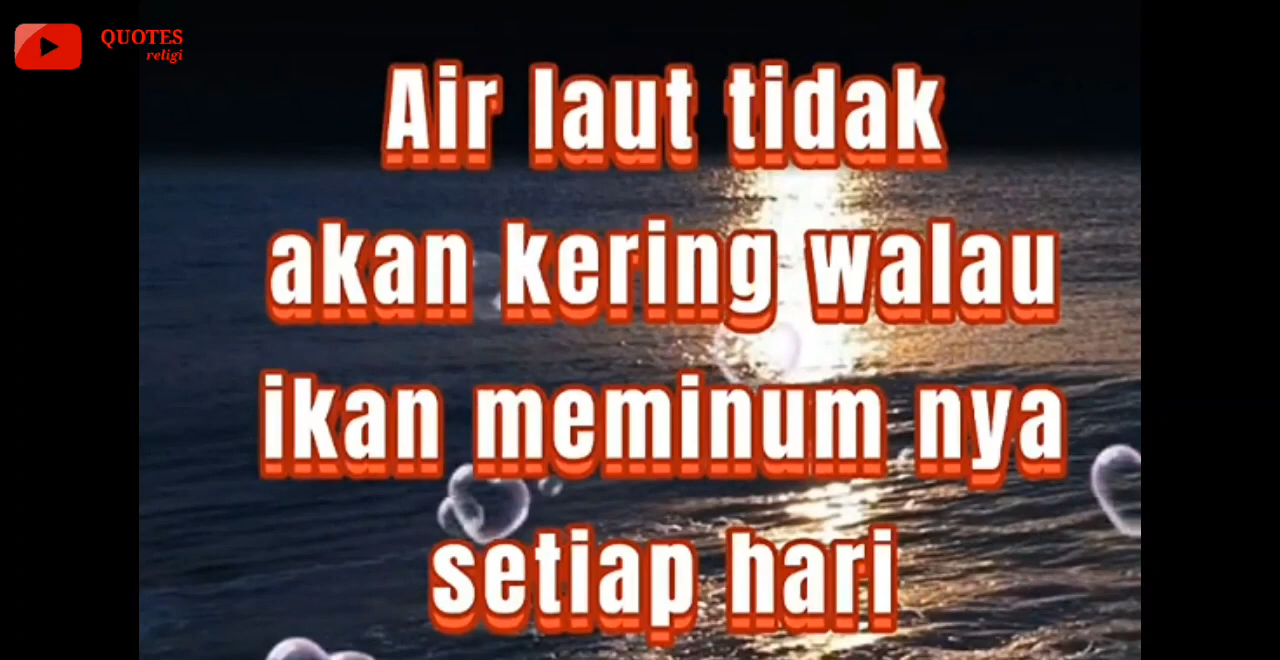 QUOTES
religi
Air laut tidak
akan kering walau
ikan meminum nya
setiap hari